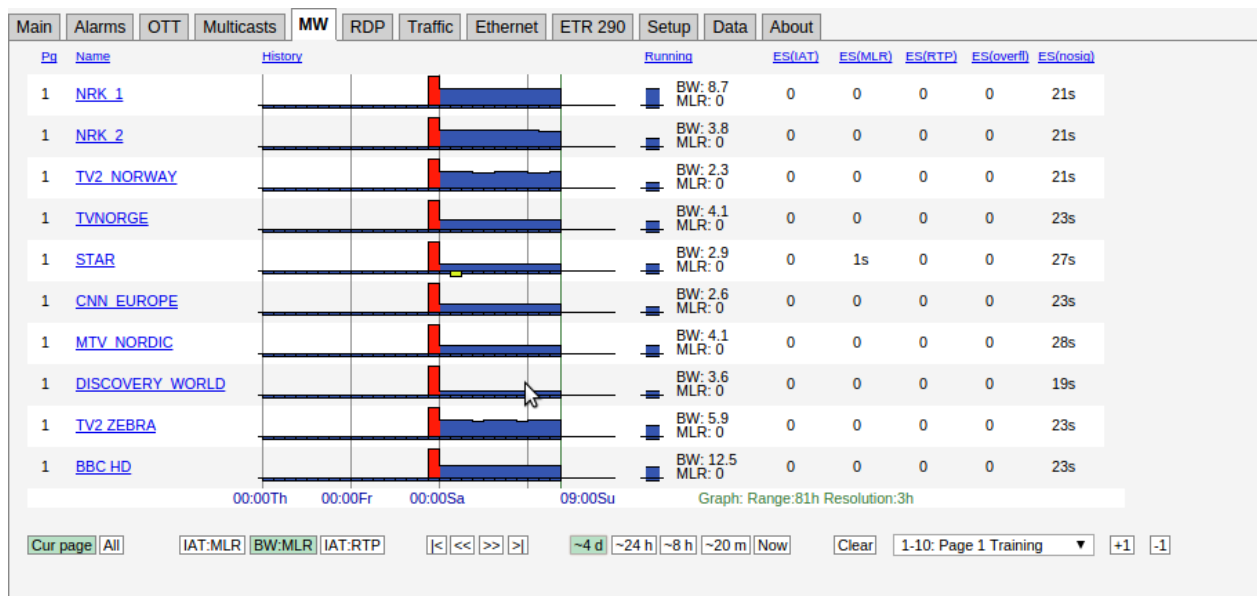 Main Alarms OTT Multicasts MW RDP Traffic Ethernet ETR 290 Setup Data About
Pg Name History Running ES(IAT) ES(MLR) ES(RTP) ES(overfl) ES(nosig)
1 NRK_1 BW: 8.7 MLR: 0 0 0 0 0 21s
1 NRK_2 BW: 3.8 MLR: 0 0 0 0 0 21s
1 TV2_NORWAY BW: 2.3 MLR: 0 0 0 0 0 21s
1 TVNORGE BW: 4.1 MLR: 0 0 0 0 0 23s
1 STAR BW: 2.9 MLR: 0 0 1s 0 0 27s
1 CNN_EUROPE BW: 2.6 MLR: 0 0 0 0 0 23s
1 MTV_NORDIC BW: 4.1 MLR: 0 0 0 0 0 28s
1 DISCOVERY_WORLD BW: 3.6 MLR: 0 0 0 0 0 19s
1 TV2 ZEBRA BW: 5.9 MLR: 0 0 0 0 0 23s
1 BBC HD BW: 12.5 MLR: 0 0 0 0 0 23s
00:00Th 00:00Fr 00:00Sa 09:00Su Graph: Range:81h Resolution:3h
Cur page All IAT:MLR BW:MLR IAT:RTP |< << >> >| ~4 d ~24 h ~8 h ~20 m Now Clear 1-10: Page 1 Training ▼ +1 -1